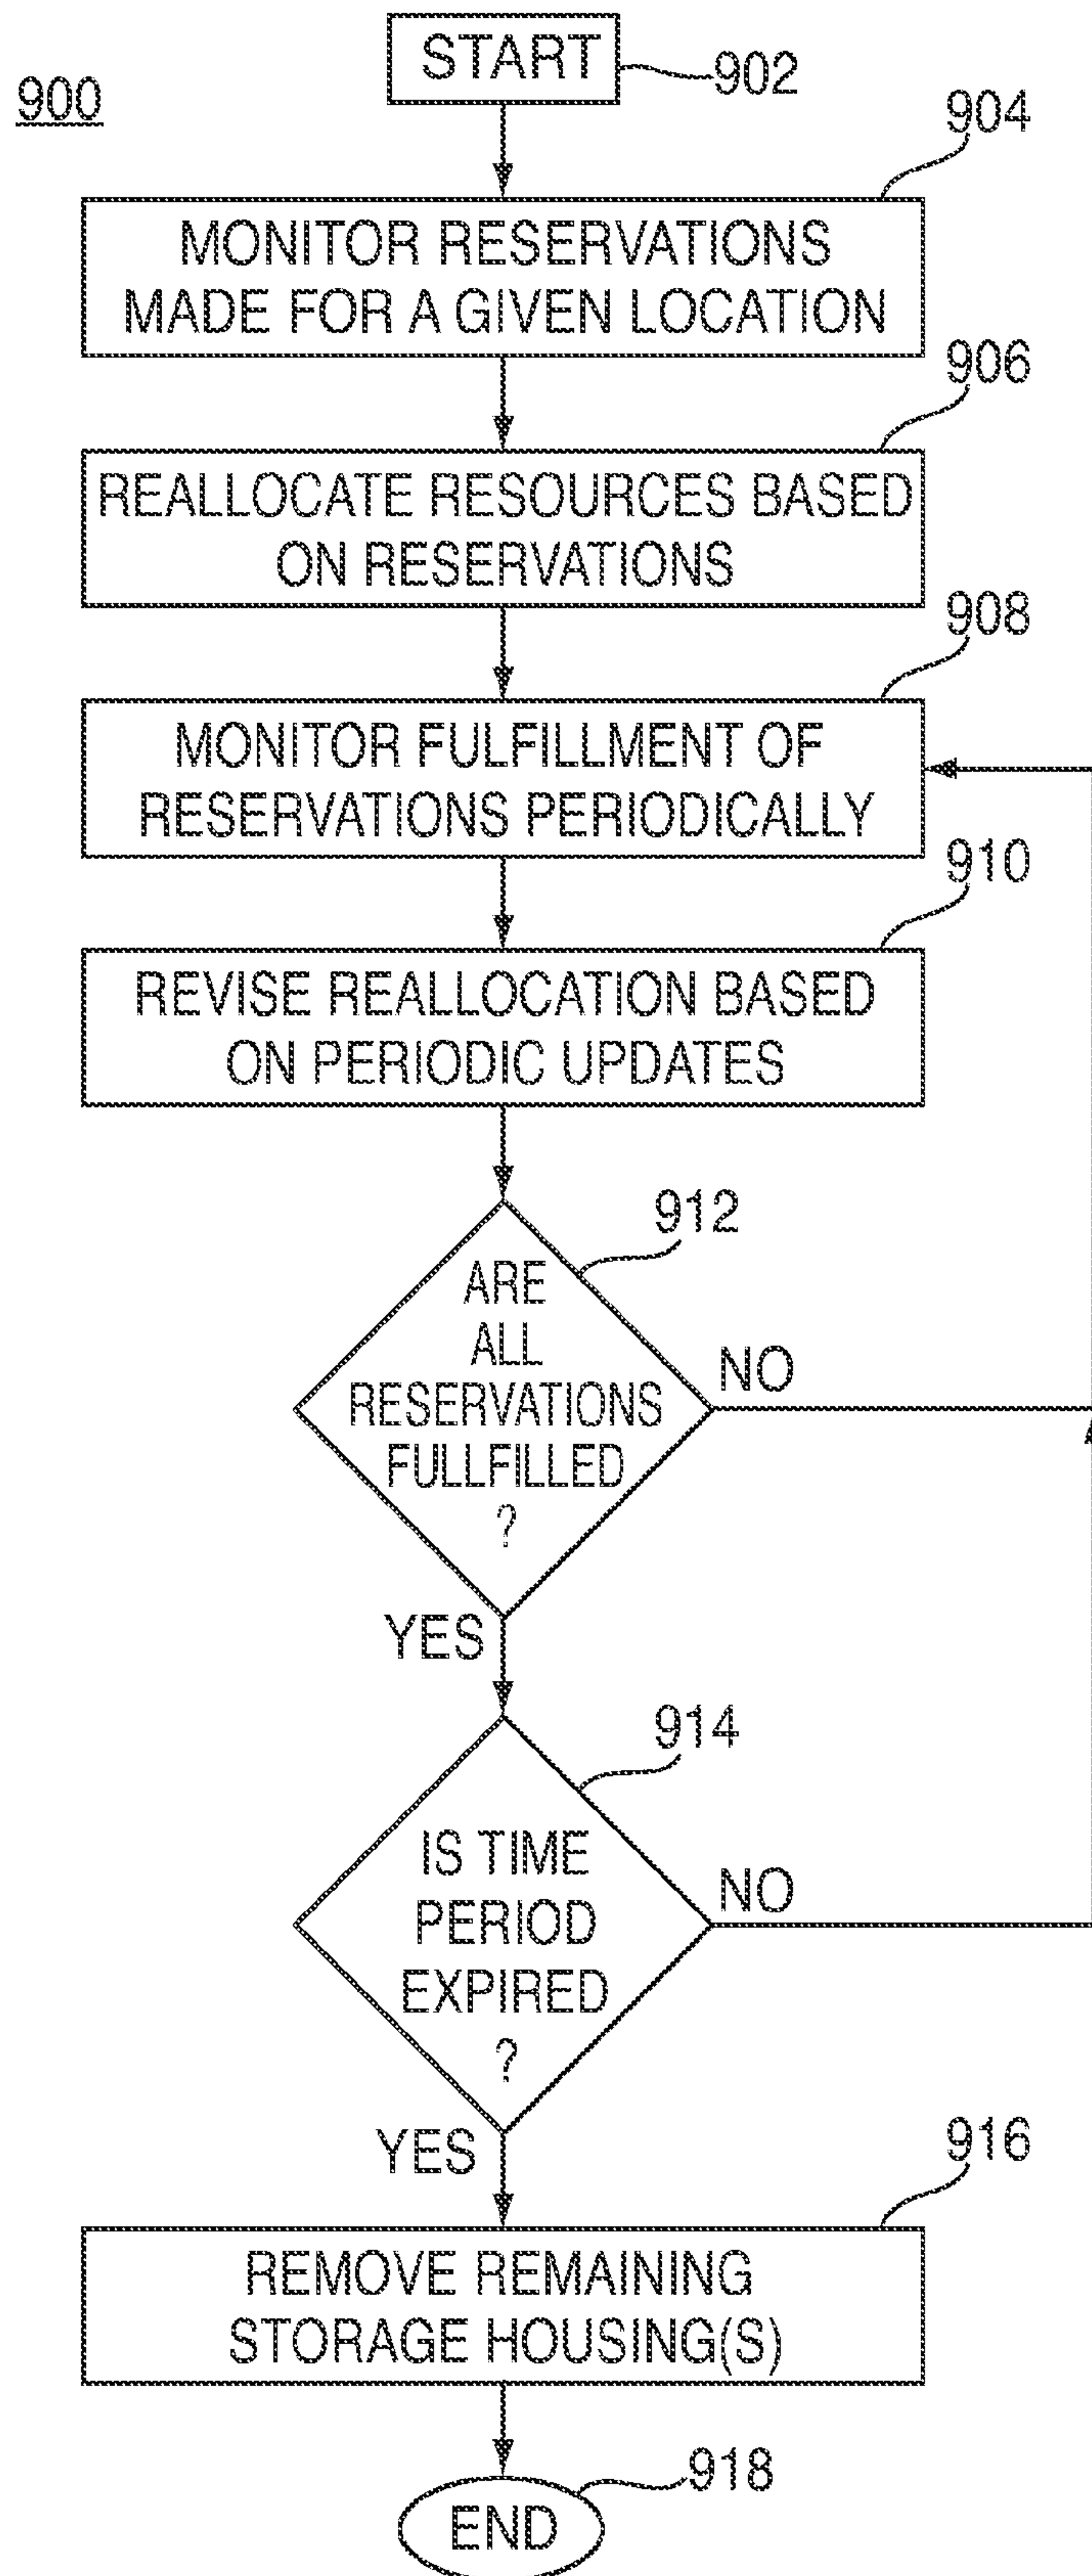 900
START
902
904
MONITOR RESERVATIONS
MADE FOR A GIVEN LOCATION
906
REALLOCATE RESOURCES BASED
ON RESERVATIONS
908
MONITOR FULFILLMENT OF
RESERVATIONS PERIODICALLY
910
REVISE REALLOCATION BASED
ON PERIODIC UPDATES
912
ARE
ALL
RESERVATIONS
FULLFILLED
?
NO
YES
914
IS TIME
PERIOD
EXPIRED
?
NO
YES
916
REMOVE REMAINING
STORAGE HOUSING(S)
918
END